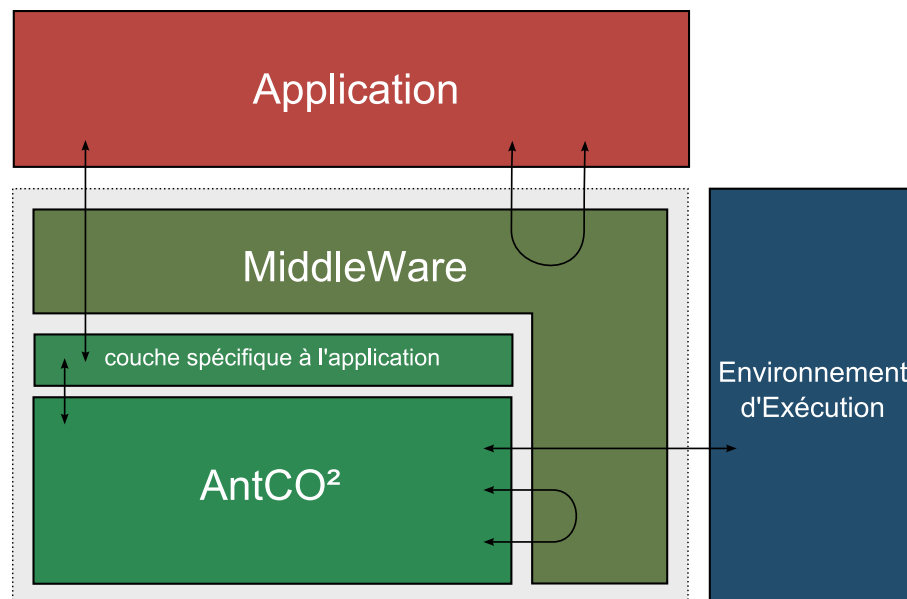 Application
MiddleWare
couche spécifique à l'application
Environnement
d'Exécution
AntCO²